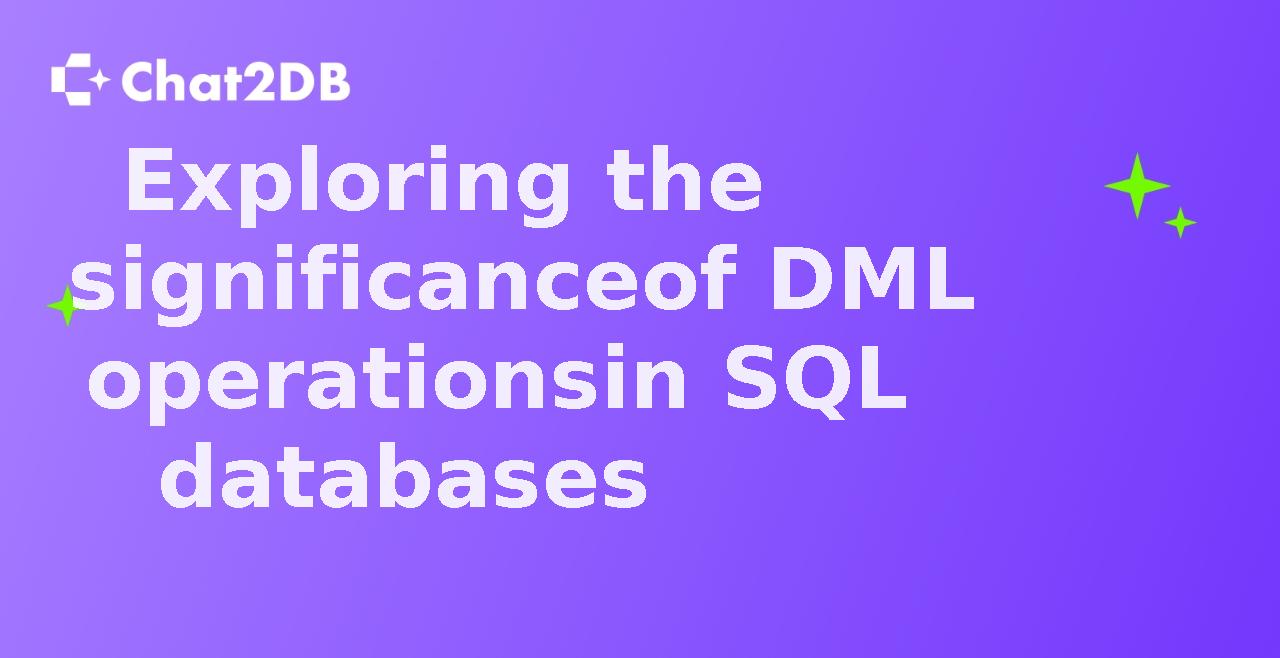 Chat2DB
Exploring the
significanceof DML
operationsin SQL
databases